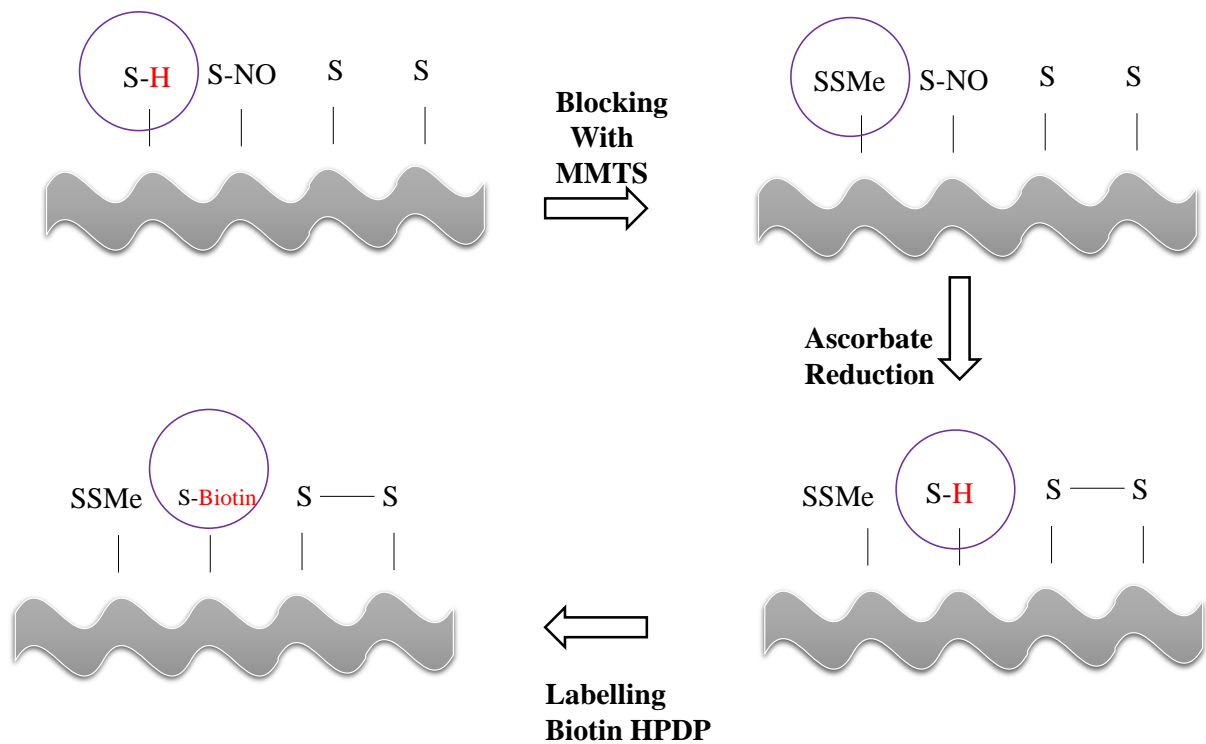 S-H S-NO S S
Blocking
With
MMTS
SSMe S-NO S S
Ascorbate
Reduction
SSMe S-H S S
SSMe S-Biotin S S
Labelling
Biotin HPDP